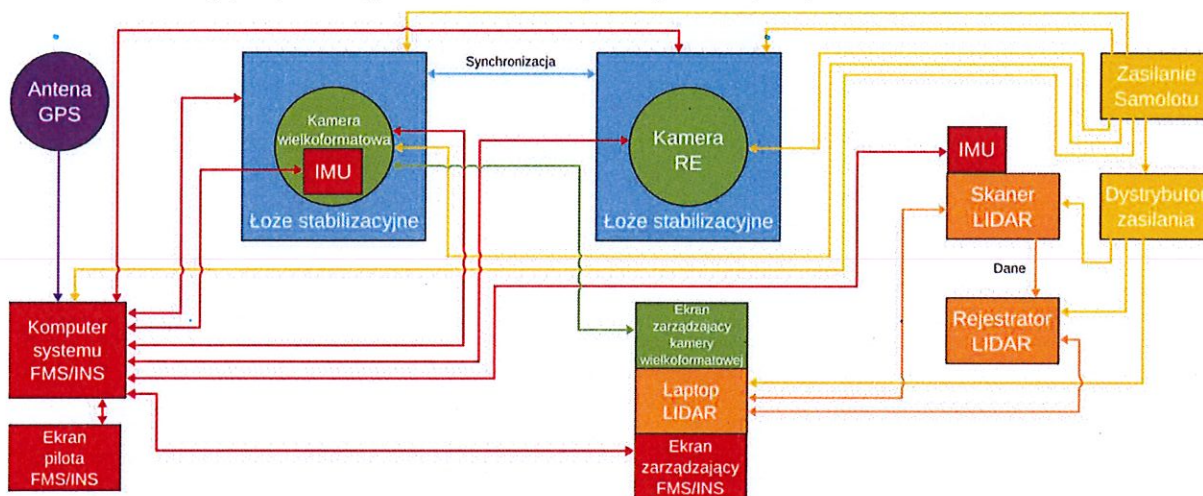 Antena
GPS
Synchronizacja
Kamera
wielkoformatowa
IMU
Łoże stabilizacyjne
Kamera
RE
Łoże stabilizacyjne
Zasilanie
Samolotu
IMU
Skaner
LIDAR
Dystrybutor
zasilania
Dane
Rejestrator
LIDAR
Komputer
systemu
FMS/INS
Ekran
pilota
FMS/INS
Ekran
zarządzający
kamery
wielkoformatowej
Laptop
LIDAR
Ekran
zarządzający
FMS/INS